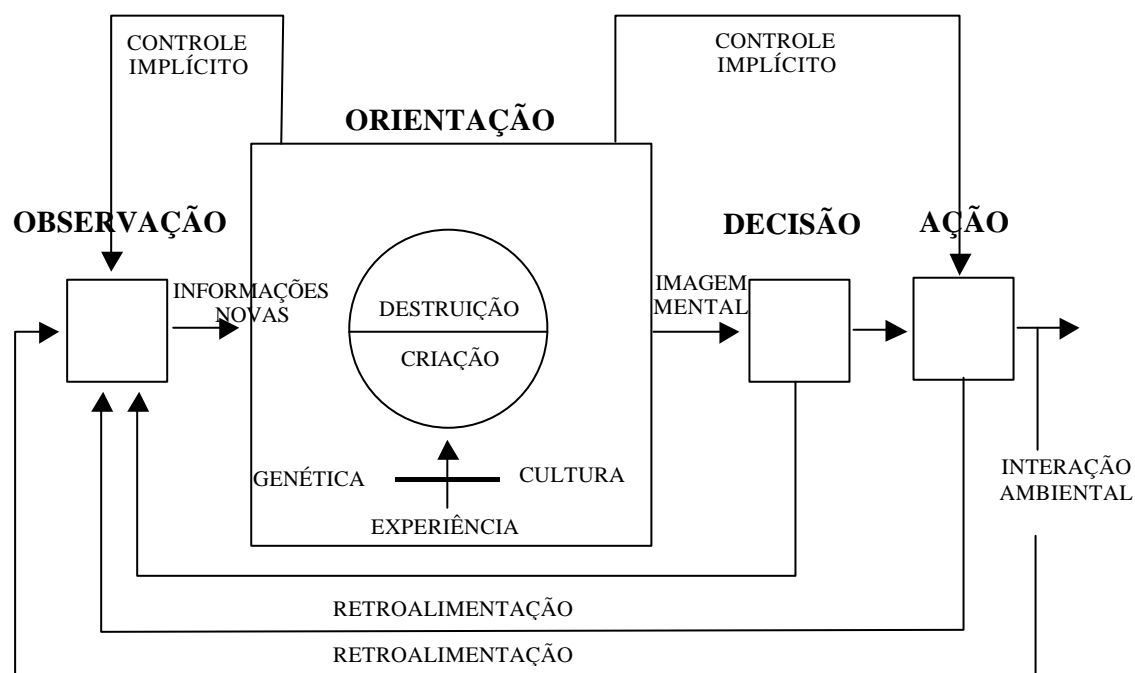 CONTROLE
IMPLÍCITO
CONTROLE
IMPLÍCITO
ORIENTAÇÃO
OBSERVAÇÃO
DECISÃO
AÇÃO
INFORMAÇÕES
NOVAS
DESTRUIÇÃO
CRIAÇÃO
IMAGEM
MENTAL
GENÉTICA
CULTURA
EXPERIÊNCIA
INTERAÇÃO
AMBIENTAL
RETROALIMENTAÇÃO
RETROALIMENTAÇÃO